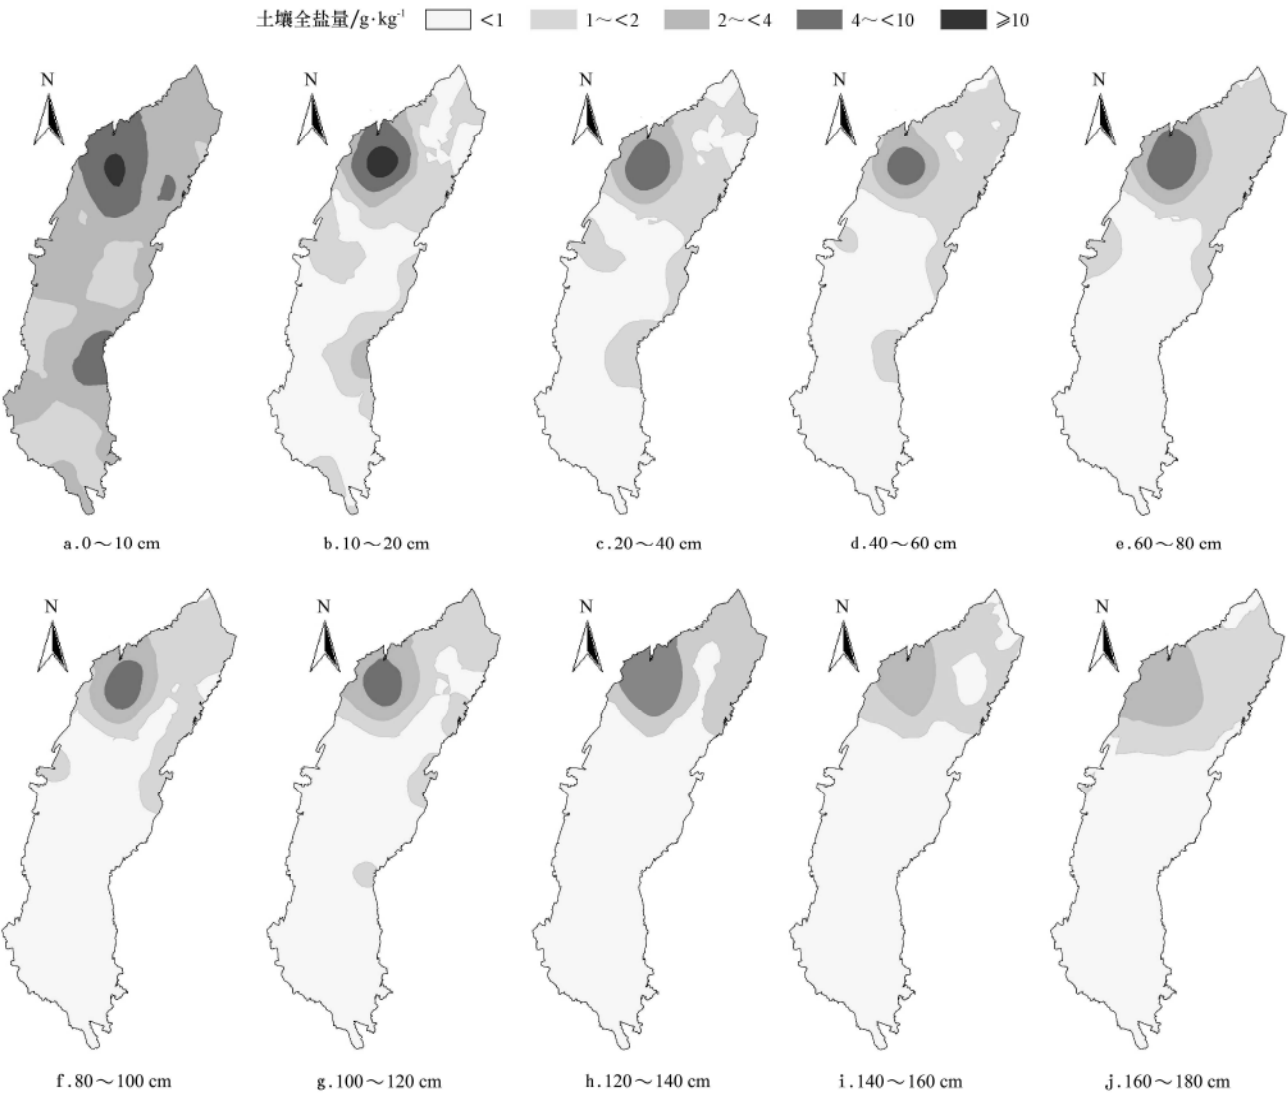 土壤全盐量/g·kg⁻¹ <1 1～<2 2～<4 4～<10 ⩾10
N N N N N
a.0～10 cm b.10～20 cm c.20～40 cm d.40～60 cm e.60～80 cm
N N N N N
f.80～100 cm g.100～120 cm h.120～140 cm i.140～160 cm j.160～180 cm